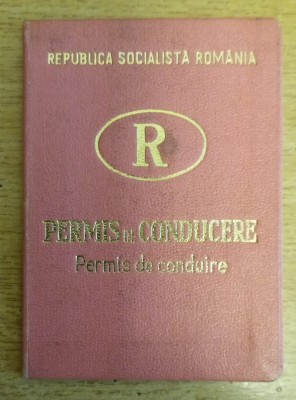 REPUBLICA SOCIALISTĂ ROMÂNIA
R
PERMIS DE CONDUCERE
Permis de conduire